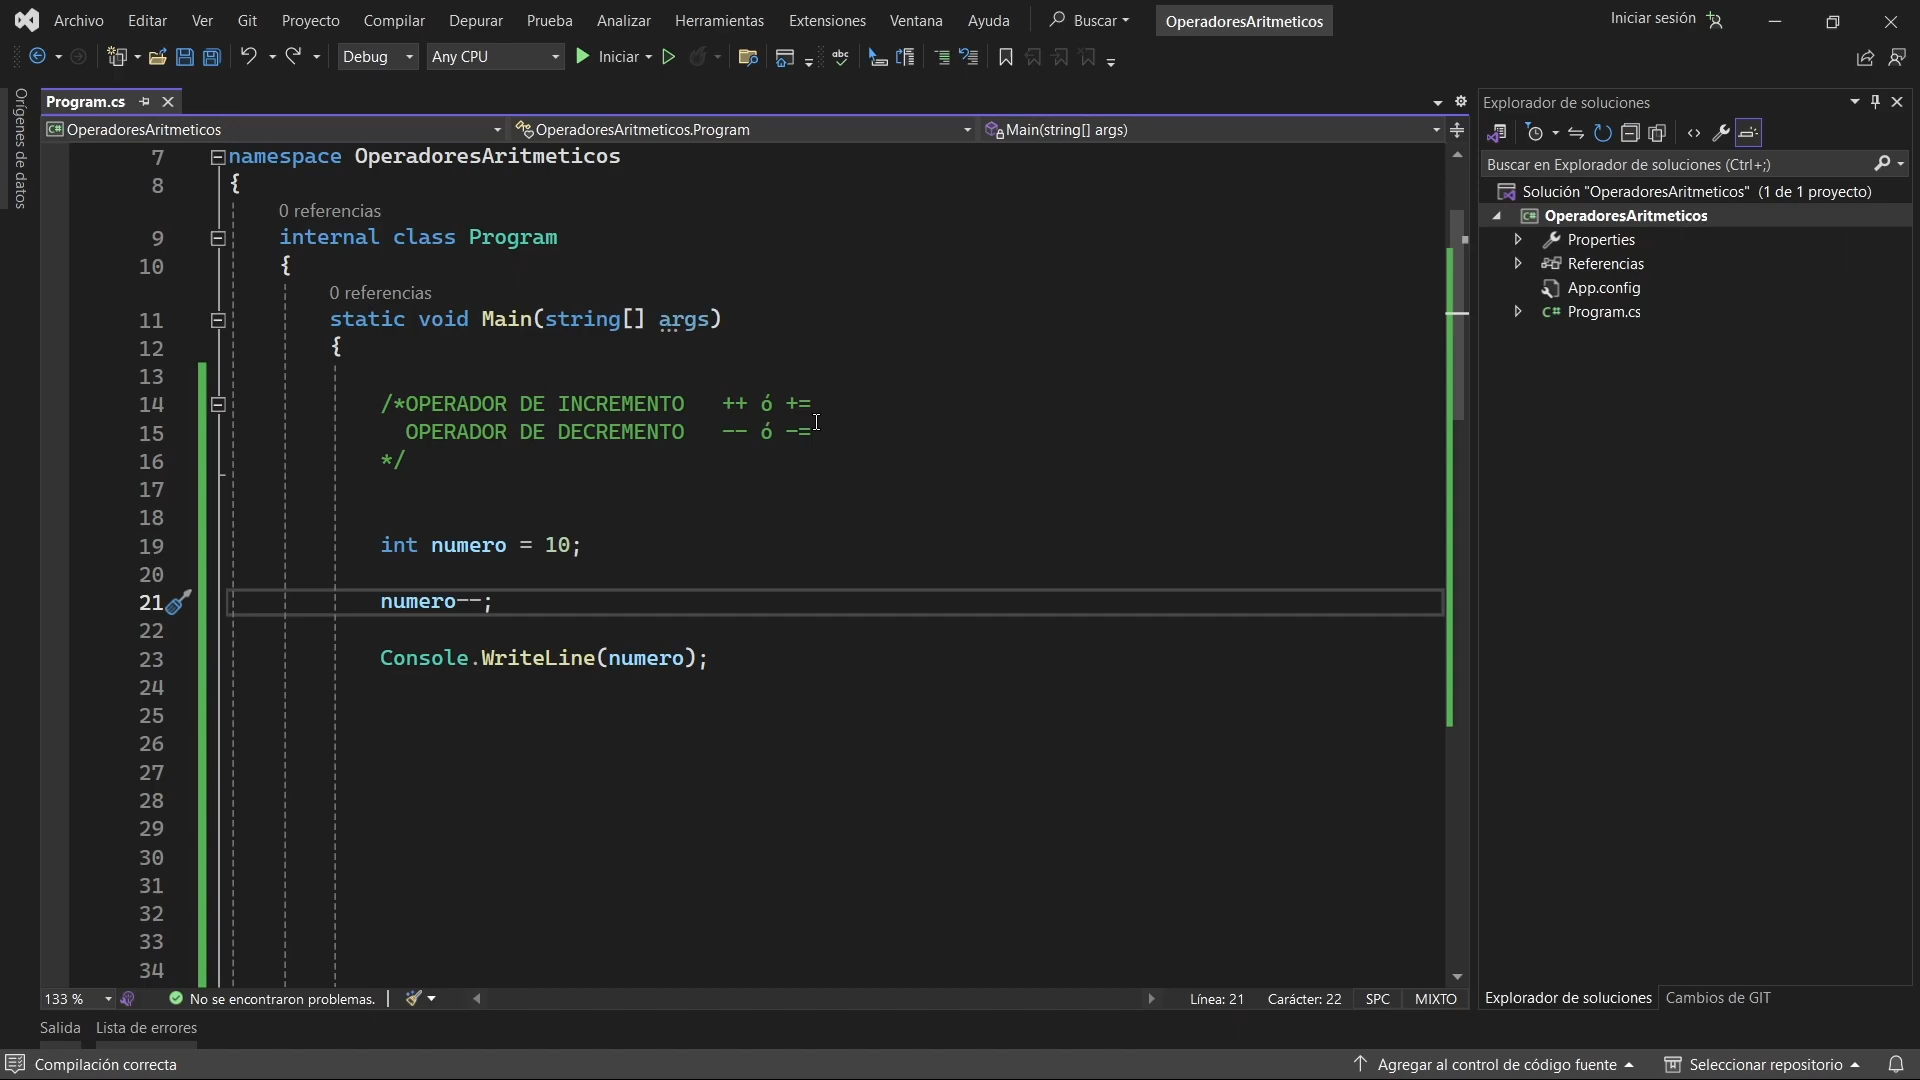 Archivo Editar Ver Git Proyecto Compilar Depurar Prueba Analizar Herramientas Extensiones Ventana Ayuda Buscar OperadoresAritmeticos Iniciar sesión
Debug Any CPU Iniciar abc
Orígenes de datos
Program.cs
OperadoresAritmeticos OperadoresAritmeticos.Program Main(string[] args)
7 namespace OperadoresAritmeticos
8 {
0 referencias
9 internal class Program
10 {
0 referencias
11 static void Main(string[] args)
12 {
13
14 /*OPERADOR DE INCREMENTO ++ ó +=
15 OPERADOR DE DECREMENTO -- ó -=
16 */
17
18
19 int numero = 10;
20
21 numero--;
22
23 Console.WriteLine(numero);
24
25
26
27
28
29
30
31
32
33
34
133 % No se encontraron problemas. Línea: 21 Carácter: 22 SPC MIXTO
Explorador de soluciones
Buscar en Explorador de soluciones (Ctrl+;)
Solución "OperadoresAritmeticos" (1 de 1 proyecto)
C# OperadoresAritmeticos
Properties
Referencias
App.config
C# Program.cs
Explorador de soluciones Cambios de GIT
Salida Lista de errores
Compilación correcta Agregar al control de código fuente Seleccionar repositorio